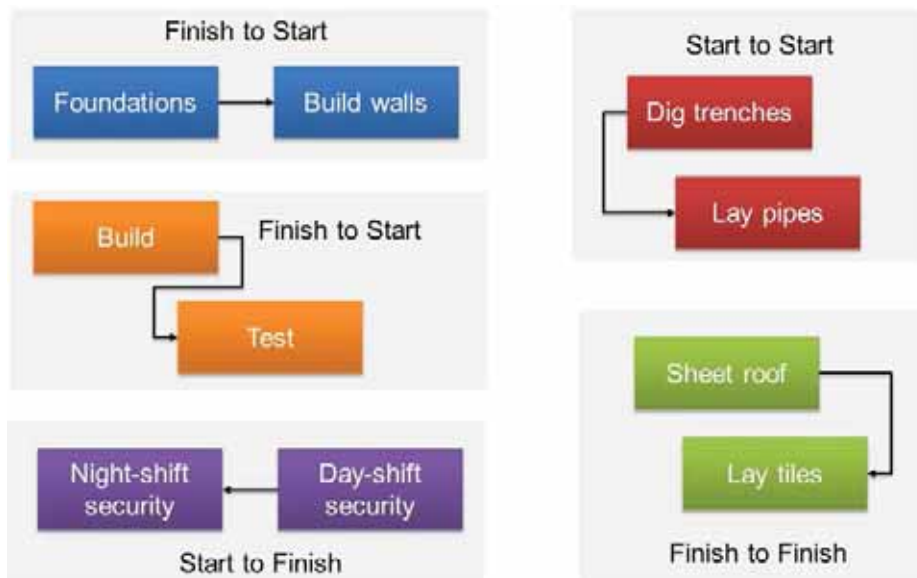 Finish to Start
Foundations
Build walls
Build
Finish to Start
Test
Night-shift
security
Day-shift
security
Start to Finish
Start to Start
Dig trenches
Lay pipes
Sheet roof
Lay tiles
Finish to Finish